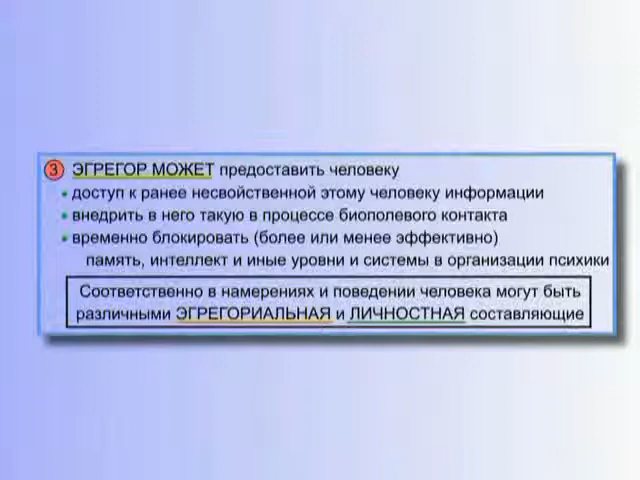 3 ЭГРЕГОР МОЖЕТ предоставить человеку
• доступ к ранее несвойственной этому человеку информации
• внедрить в него такую в процессе биополевого контакта
• временно блокировать (более или менее эффективно)
память, интеллект и иные уровни и системы в организации психики
Соответственно в намерениях и поведении человека могут быть
различными ЭГРЕГОРИАЛЬНАЯ и ЛИЧНОСТНАЯ составляющие